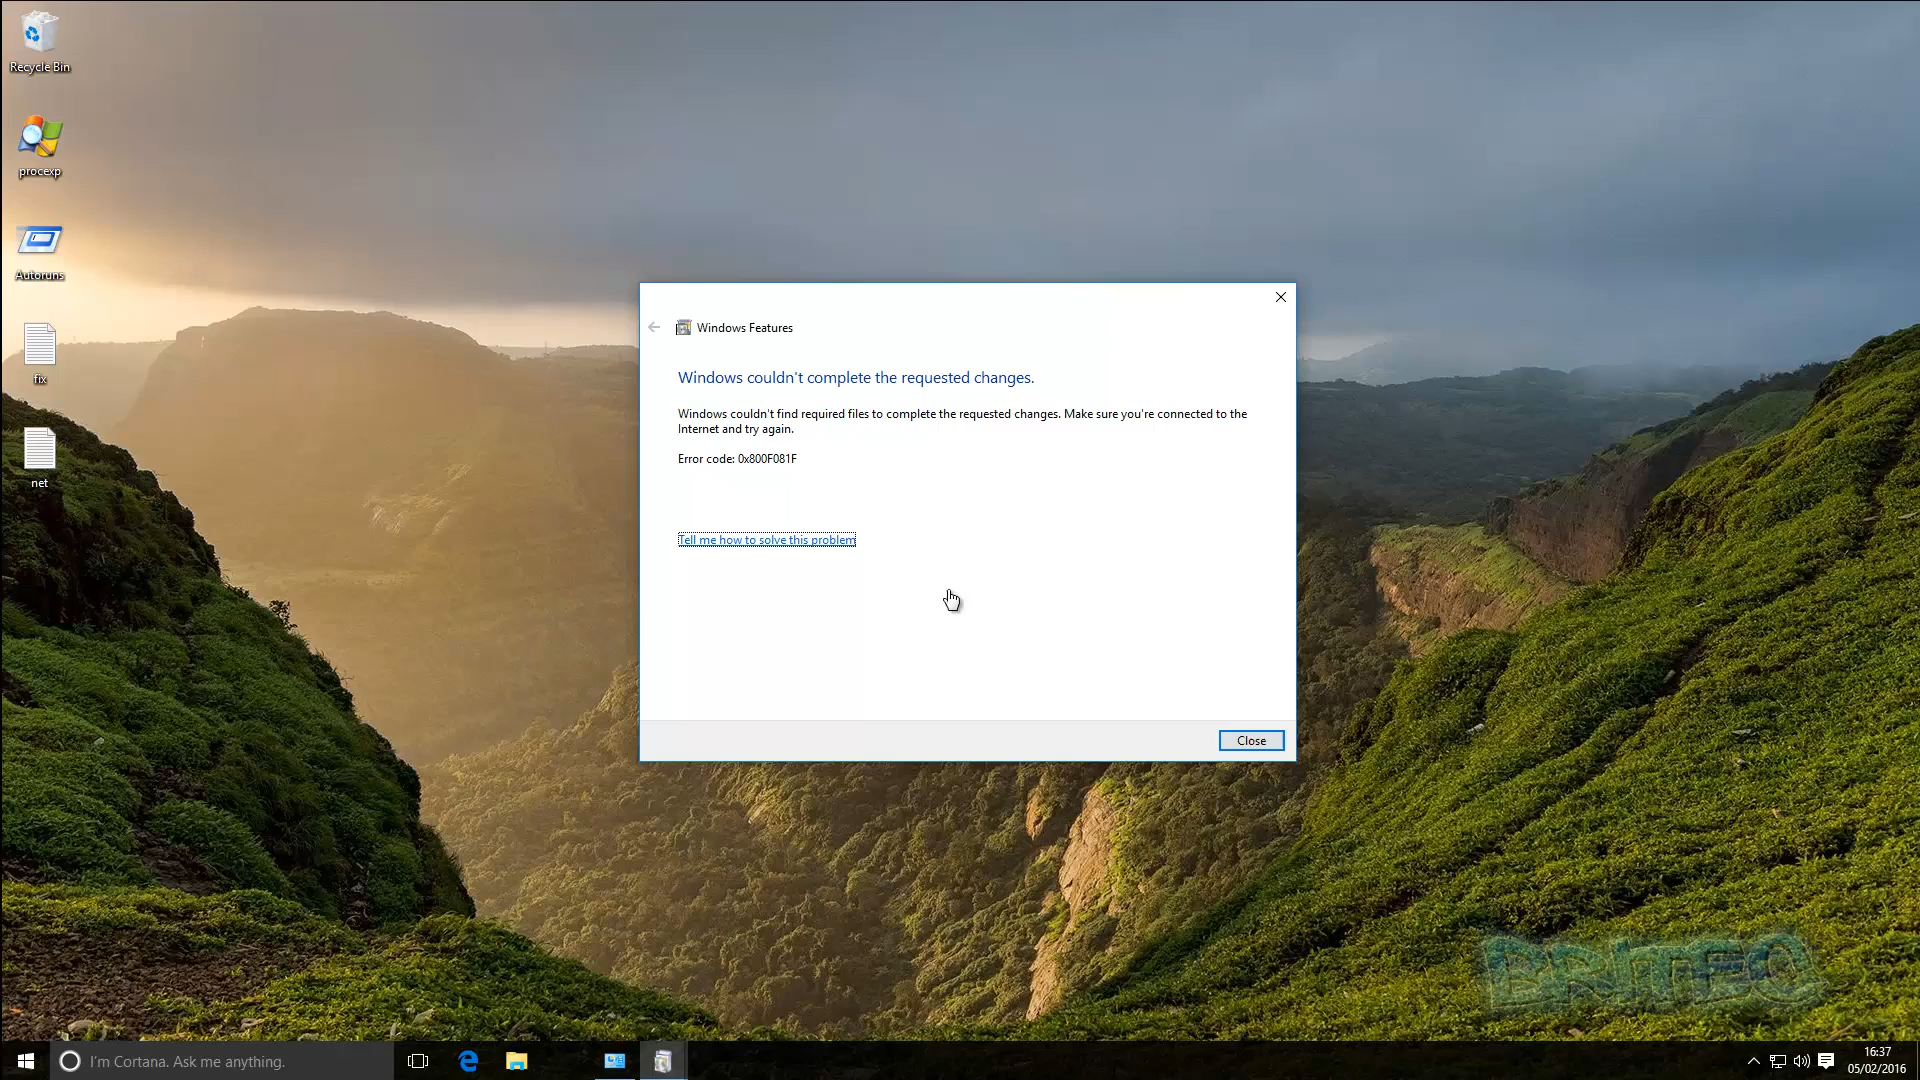 Recycle Bin
procexp
Autoruns
fix
net
Windows Features
Windows couldn't complete the requested changes.
Windows couldn't find required files to complete the requested changes. Make sure you're connected to the
Internet and try again.
Error code: 0x800F081F
Tell me how to solve this problem
Close
BRITEC
I'm Cortana. Ask me anything.
16:37
05/02/2016